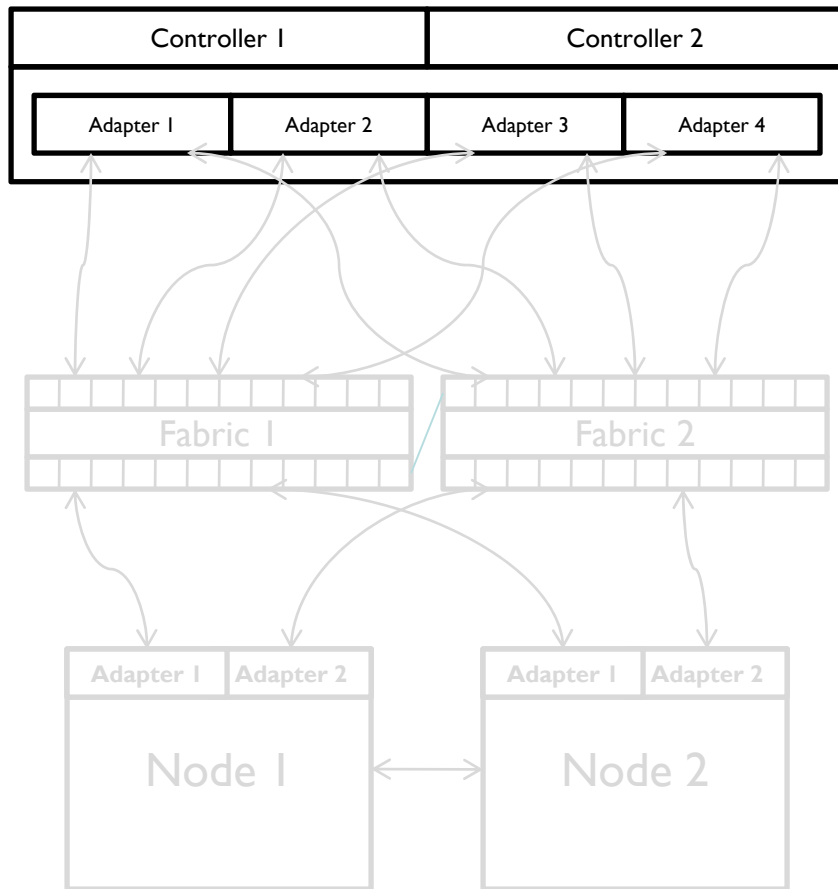 Controller 1 Controller 2
Adapter 1 Adapter 2 Adapter 3 Adapter 4
Fabric 1 Fabric 2
Adapter 1 Adapter 2 Adapter 1 Adapter 2
Node 1 Node 2